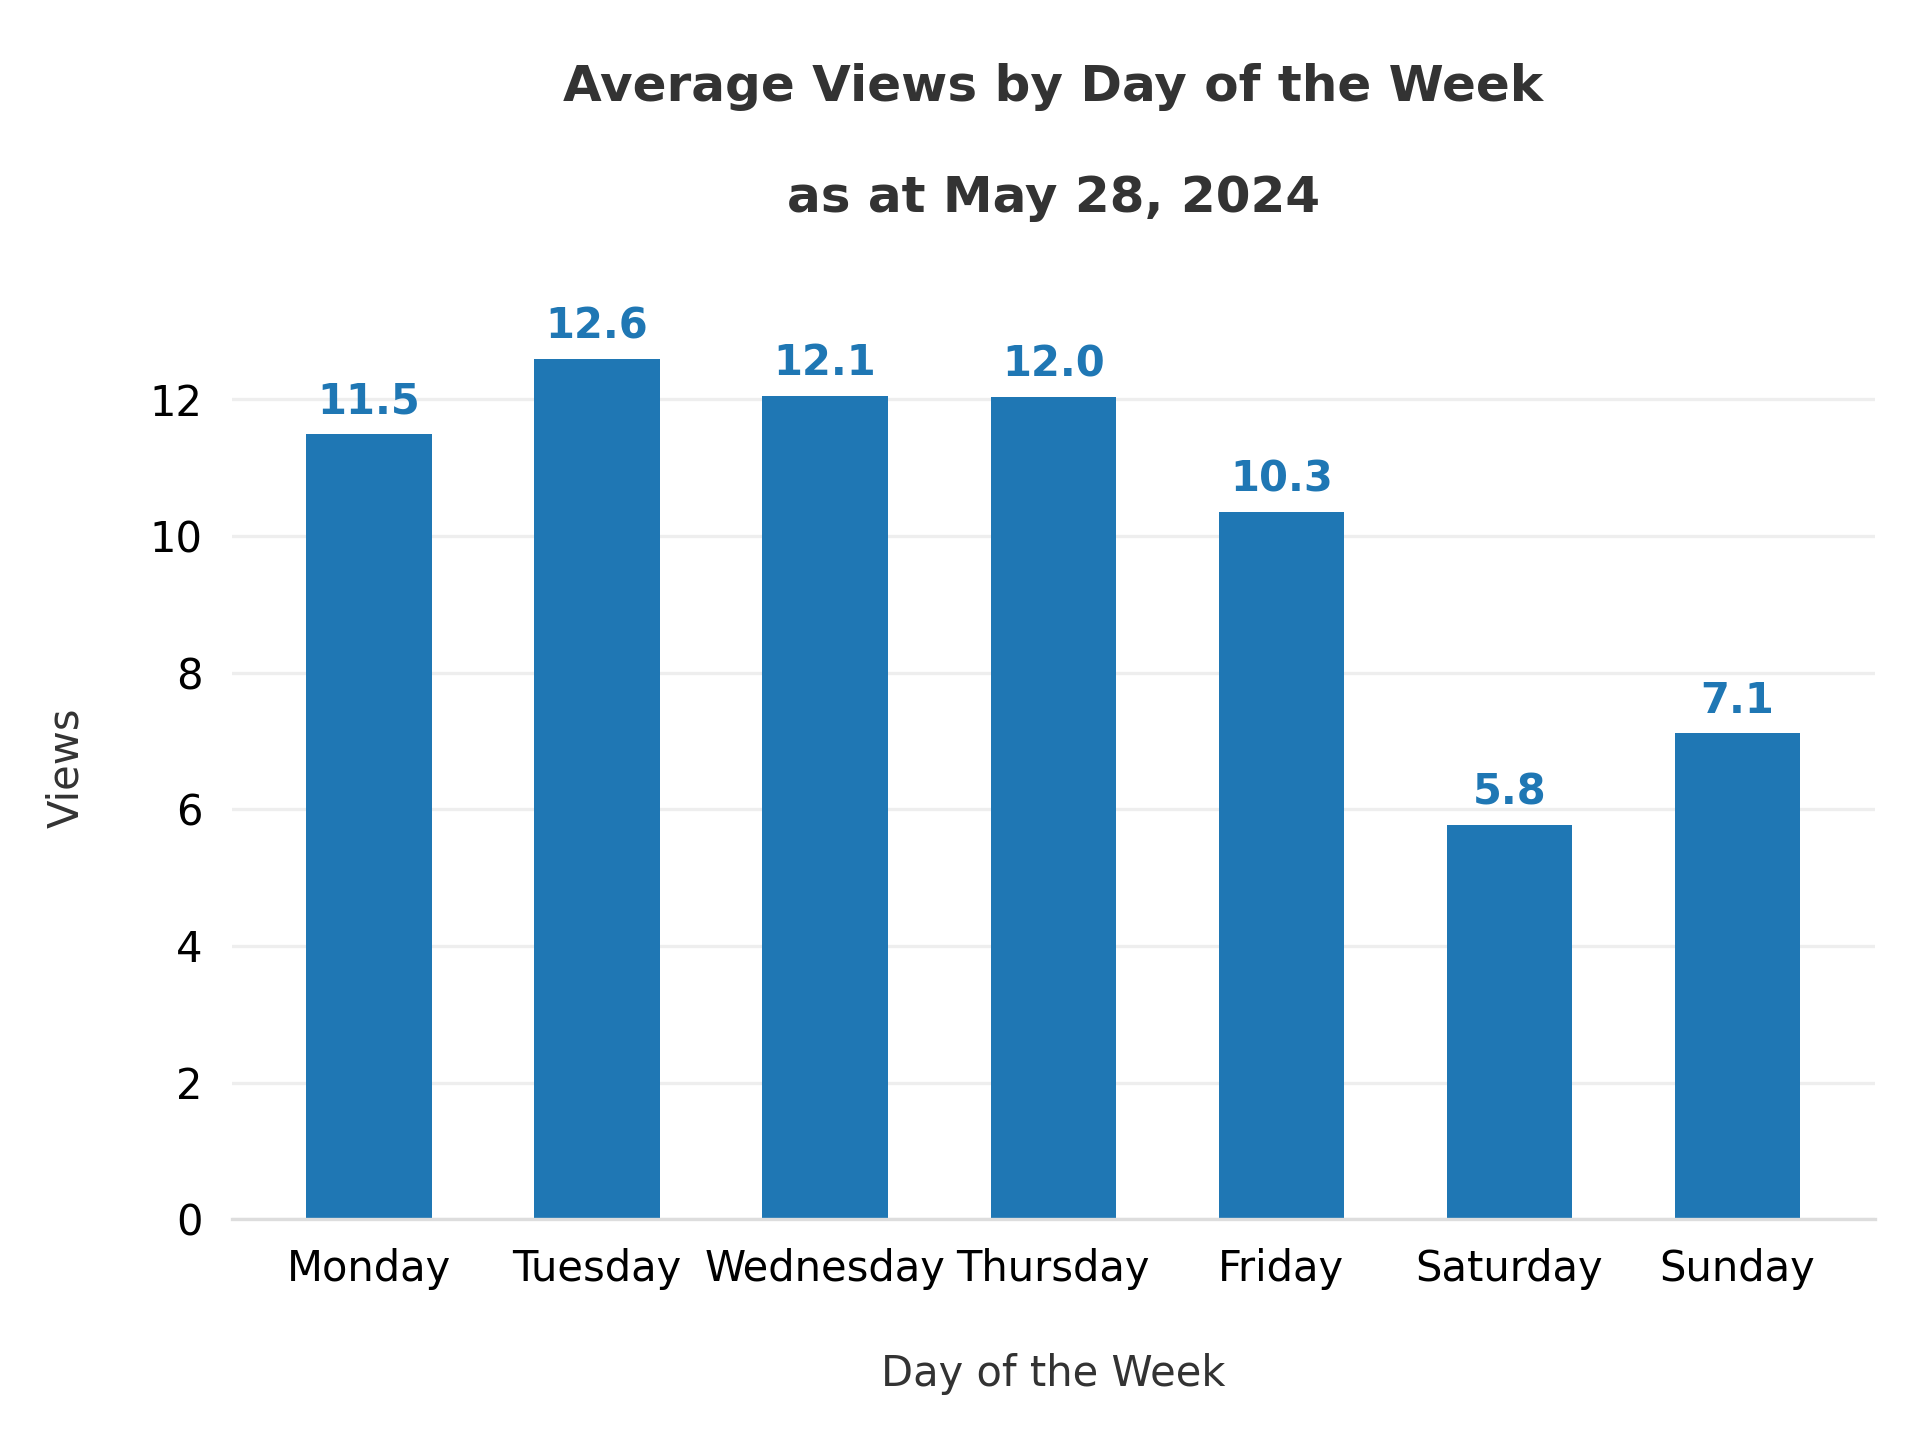 Average Views by Day of the Week
as at May 28, 2024
12.6
12.1
12.0
11.5
10.3
7.1
5.8
12
10
8
6
4
2
0
Views
Monday Tuesday Wednesday Thursday Friday Saturday Sunday
Day of the Week